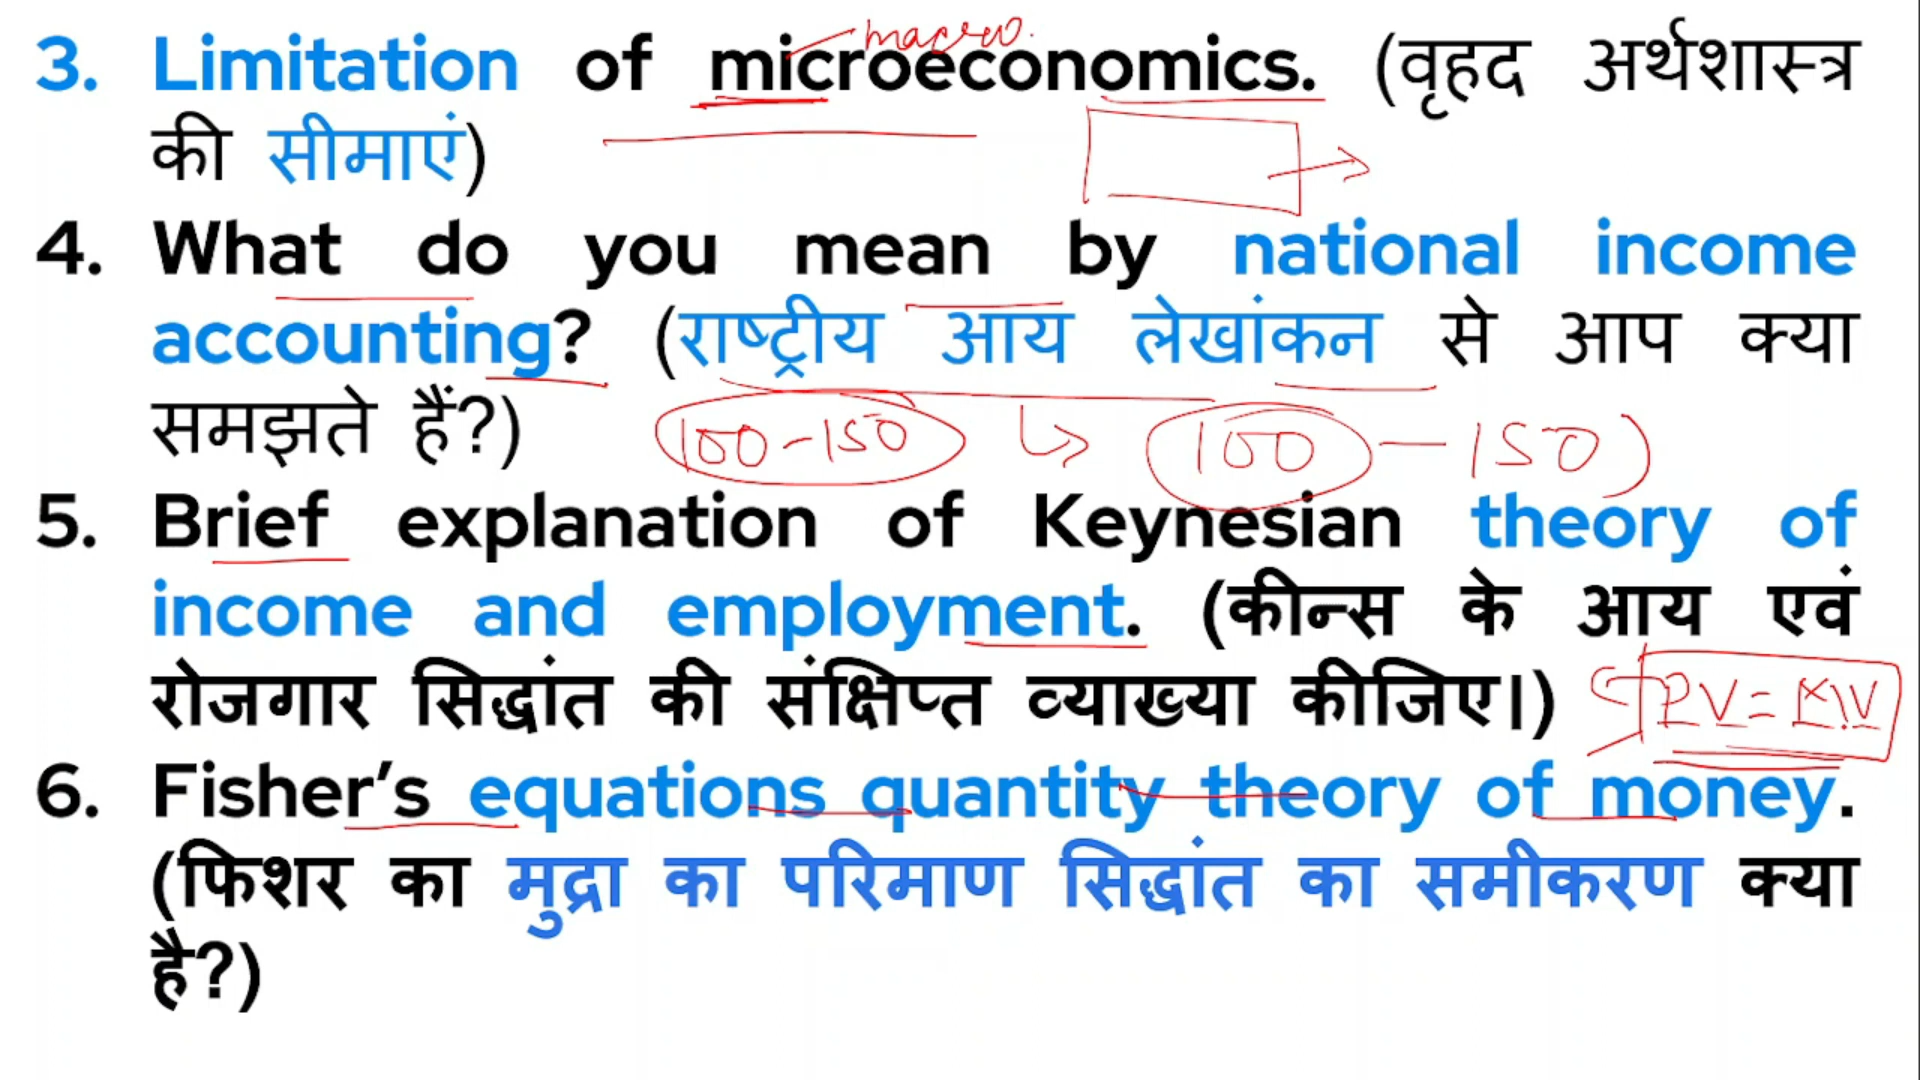 macro.
3. Limitation of microeconomics. (वृहद अर्थशास्त्र
की सीमाएं)
4. What do you mean by national income
accounting? (राष्ट्रीय आय लेखांकन से आप क्या
समझते हैं?)
100-150 100 - 150)
5. Brief explanation of Keynesian theory of
income and employment. (कीन्स के आय एवं
रोजगार सिद्धांत की संक्षिप्त व्याख्या कीजिए।)
PV =
6. Fisher's equations quantity theory of money.
(फिशर का मुद्रा का परिमाण सिद्धांत का समीकरण क्या
है?)